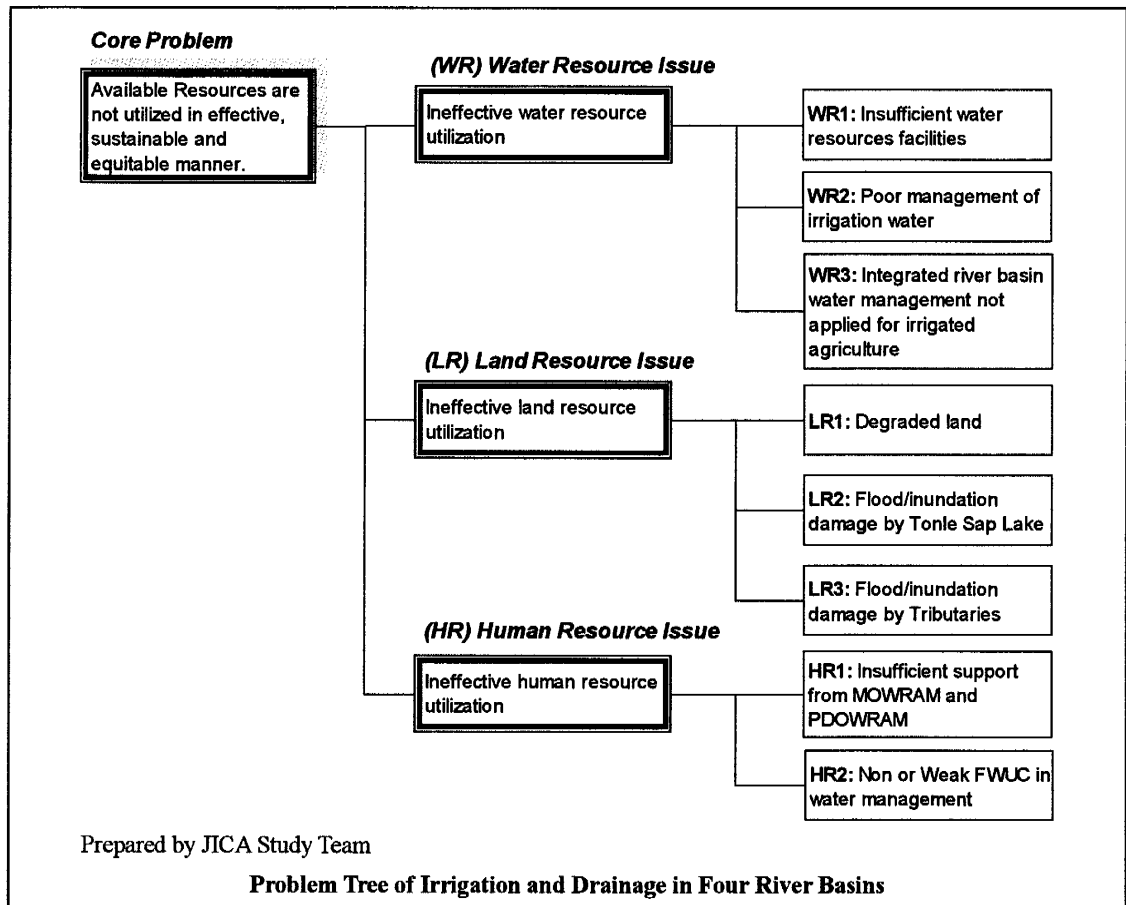 Core Problem
Available Resources are
not utilized in effective,
sustainable and
equitable manner.
(WR) Water Resource Issue
Ineffective water resource
utilization
WR1: Insufficient water
resources facilities
WR2: Poor management of
irrigation water
WR3: Integrated river basin
water management not
applied for irrigated
agriculture
(LR) Land Resource Issue
Ineffective land resource
utilization
LR1: Degraded land
LR2: Flood/inundation
damage by Tonle Sap Lake
LR3: Flood/inundation
damage by Tributaries
(HR) Human Resource Issue
Ineffective human resource
utilization
HR1: Insufficient support
from MOWRAM and
PDOWRAM
HR2: Non or Weak FWUC in
water management
Prepared by JICA Study Team
Problem Tree of Irrigation and Drainage in Four River Basins